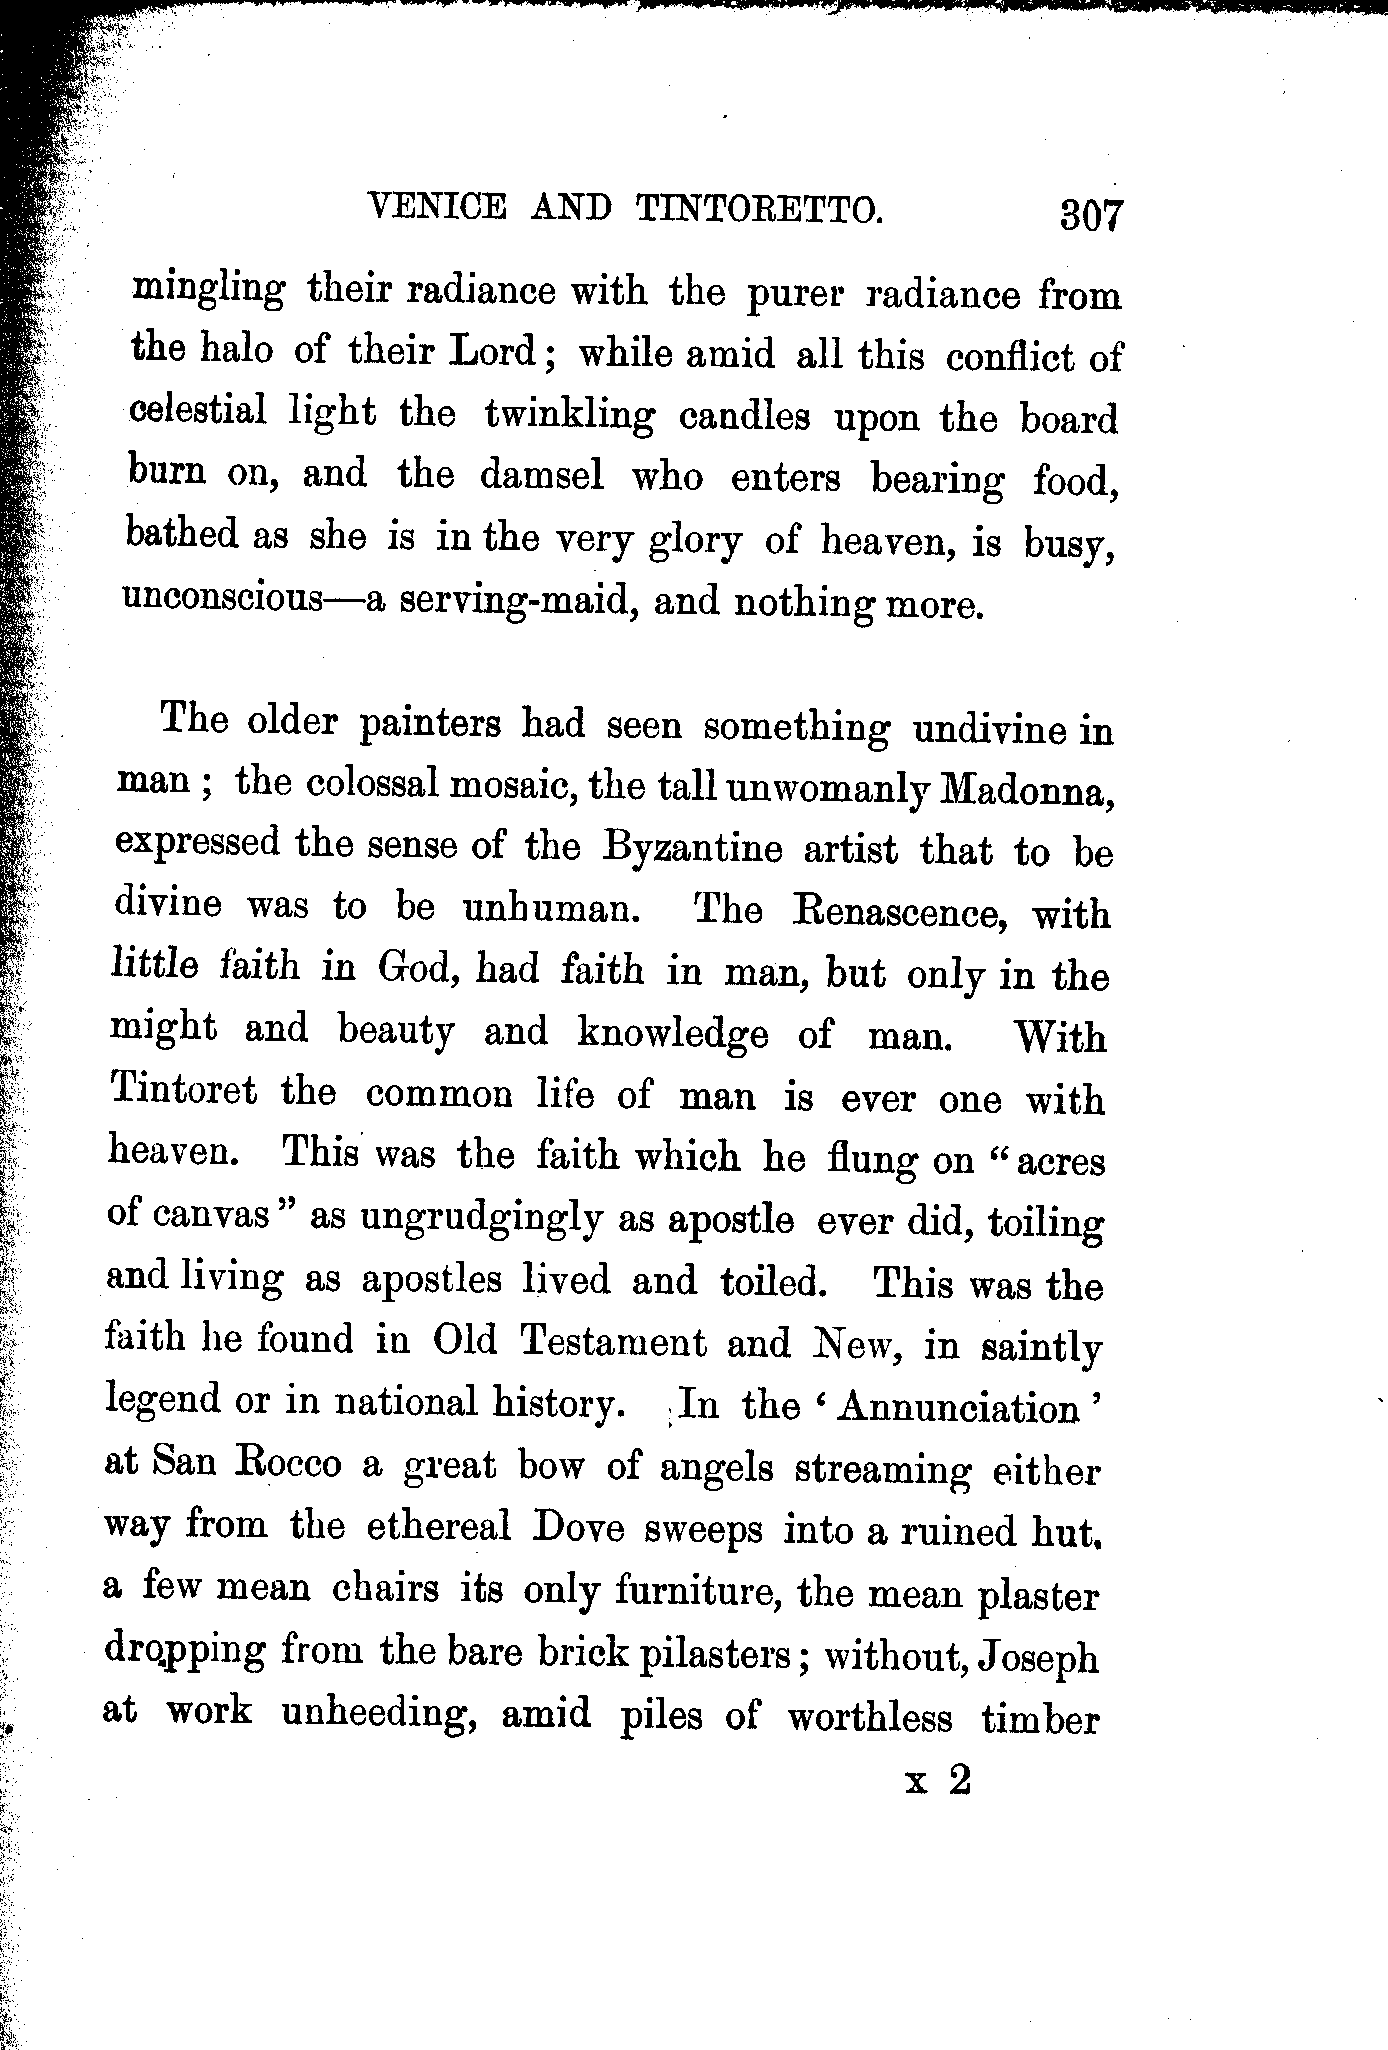 VENICE AND TINTORETTO. 307
mingling their radiance with the purer radiance from
the halo of their Lord; while amid all this conflict of
celestial light the twinkling candles upon the board
burn on, and the damsel who enters bearing food,
bathed as she is in the very glory of heaven, is busy,
unconscious—a serving-maid, and nothing more.
The older painters had seen something undivine in
man; the colossal mosaic, the tall unwomanly Madonna,
expressed the sense of the Byzantine artist that to be
divine was to be unhuman. The Renascence, with
little faith in God, had faith in man, but only in the
might and beauty and knowledge of man. With
Tintoret the common life of man is ever one with
heaven. This was the faith which he flung on “acres
of canvas” as ungrudgingly as apostle ever did, toiling
and living as apostles lived and toiled. This was the
faith he found in Old Testament and New, in saintly
legend or in national history. In the ‘Annunciation’
at San Rocco a great bow of angels streaming either
way from the ethereal Dove sweeps into a ruined hut.
a few mean chairs its only furniture, the mean plaster
dropping from the bare brick pilasters; without, Joseph
at work unheeding, amid piles of worthless timber
x 2